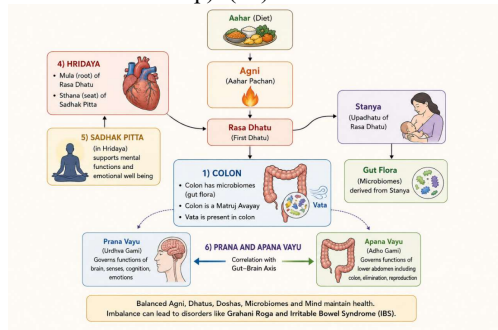 Aahar (Diet)
4) HRIDAYA
• Mula (root) of
Rasa Dhatu
• Sthana (seat) of
Sadhak Pitta
Agni
(Aahar Pachan)
Stanya
(Upadhatu of
Rasa Dhatu)
Rasa Dhatu
(First Dhatu)
5) SADHAK PITTA
(in Hridaya)
supports mental
functions and
emotional well being
1) COLON
• Colon has microbiomes
(gut flora)
• Colon is a Matruj Avayay
• Vata is present in colon
Vata
Gut Flora
(Microbiomes)
derived from Stanya
Prana Vayu
(Urdhva Gami)
Governs functions of
brain, senses, cognition,
emotions
6) PRANA AND APANA VAYU
Correlation with
Gut-Brain Axis
Apana Vayu
(Adho Gami)
Governs functions of
lower abdomen including
colon, elimination, reproduction
Balanced Agni, Dhatus, Doshas, Microbiomes and Mind maintain health.
Imbalance can lead to disorders like Grahani Roga and Irritable Bowel Syndrome (IBS).